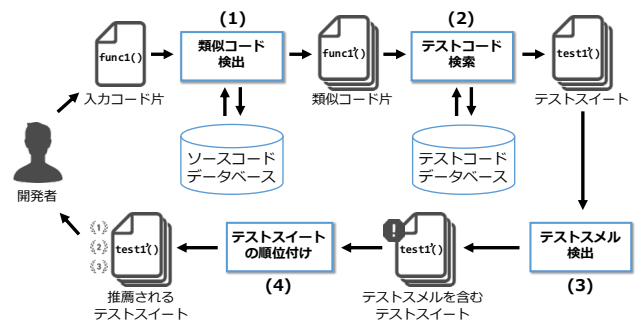 (1)
(2)
func1()
類似コード
検出
func1'()
テストコード
検索
test1'()
入力コード片
類似コード片
テストスイート
ソースコード
データベース
テストコード
データベース
開発者
1
2
3
test1'()
テストスイート
の順位付け
test1'()
テストスメル
検出
(4)
(3)
推薦される
テストスイート
テストスメルを含む
テストスイート